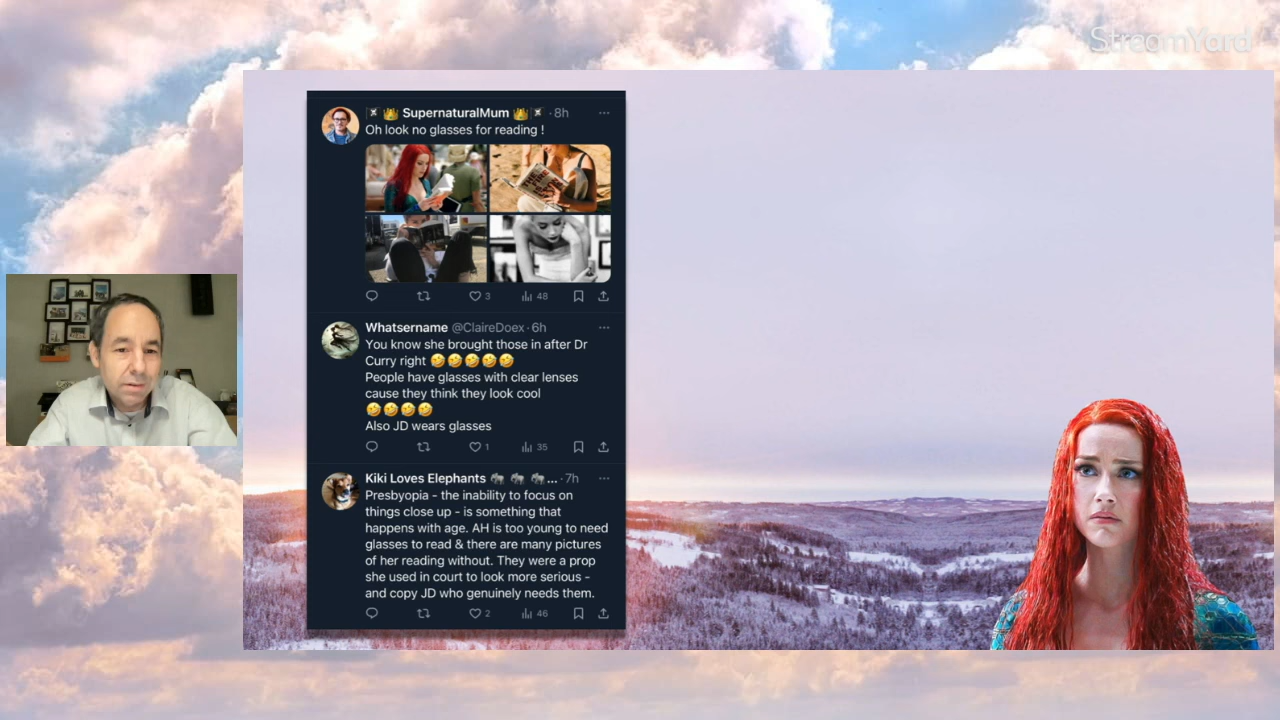 StreamYard
SupernaturalMum · 8h
Oh look no glasses for reading !
3
48
Whatsername @ClaireDoex · 6h
You know she brought those in after Dr
Curry right 🤣🤣🤣🤣🤣
People have glasses with clear lenses
cause they think they look cool
🤣🤣🤣🤣
Also JD wears glasses
1
35
Kiki Loves Elephants 🐘 🐘 🐘... · 7h
Presbyopia - the inability to focus on
things close up - is something that
happens with age. AH is too young to need
glasses to read & there are many pictures
of her reading without. They were a prop
she used in court to look more serious -
and copy JD who genuinely needs them.
2
46